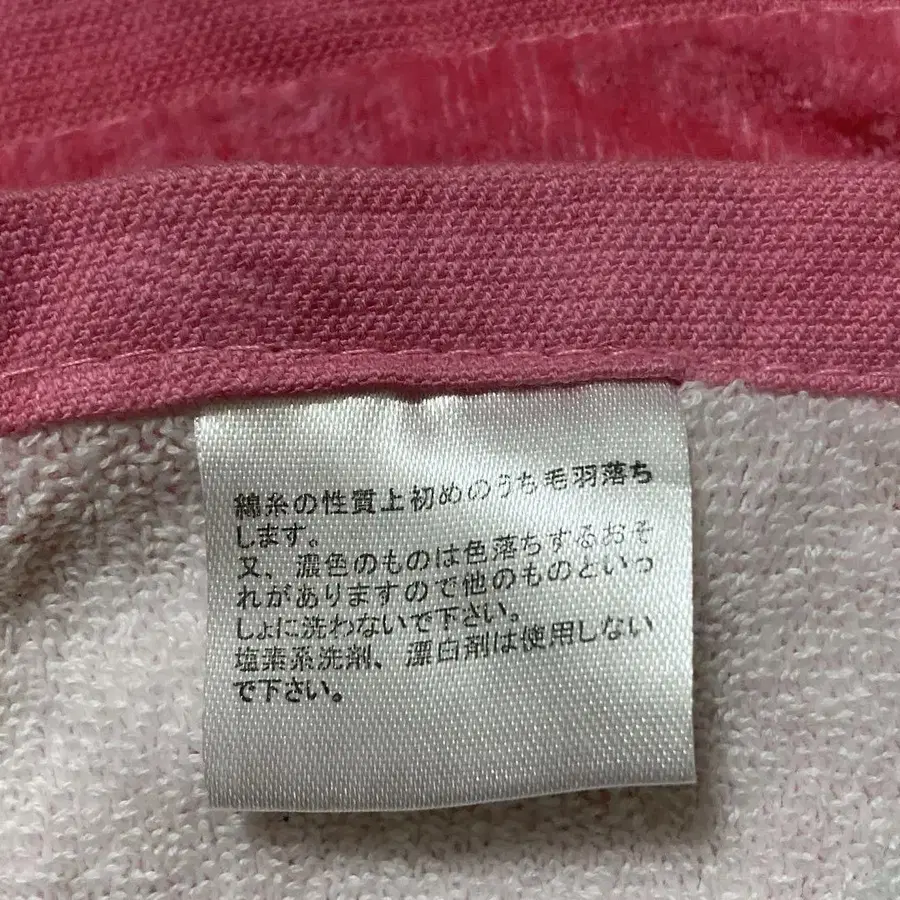 綿糸の性質上初めのうち毛羽落ち
します。
又、濃色のものは色落ちするおそ
れがありますので他のものといっ
しょに洗わないで下さい。
塩素系洗剤、漂白剤は使用しない
で下さい。